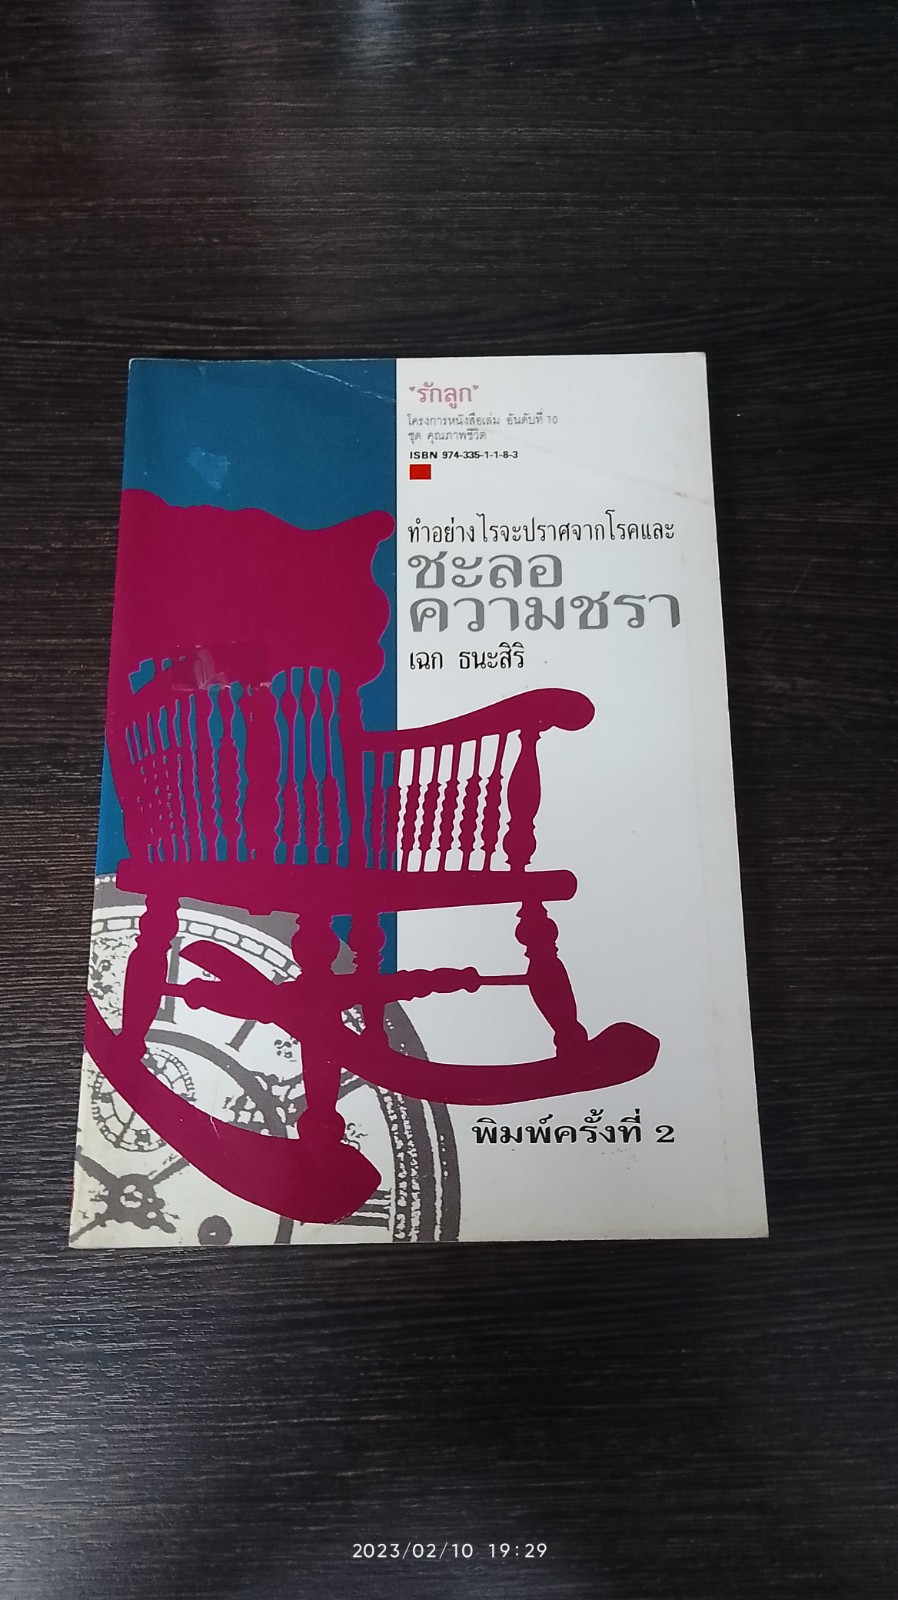 "รักลูก"
โครงการหนังสือเล่ม อันดับที่ 10
ชุด คุณภาพชีวิต
ISBN 974-335-1-1-8-3
ทำอย่างไรจะปราศจากโรคและ
ชะลอ
ความชรา
เฉก ธนะสิริ
พิมพ์ครั้งที่ 2
2023/02/10 19:29